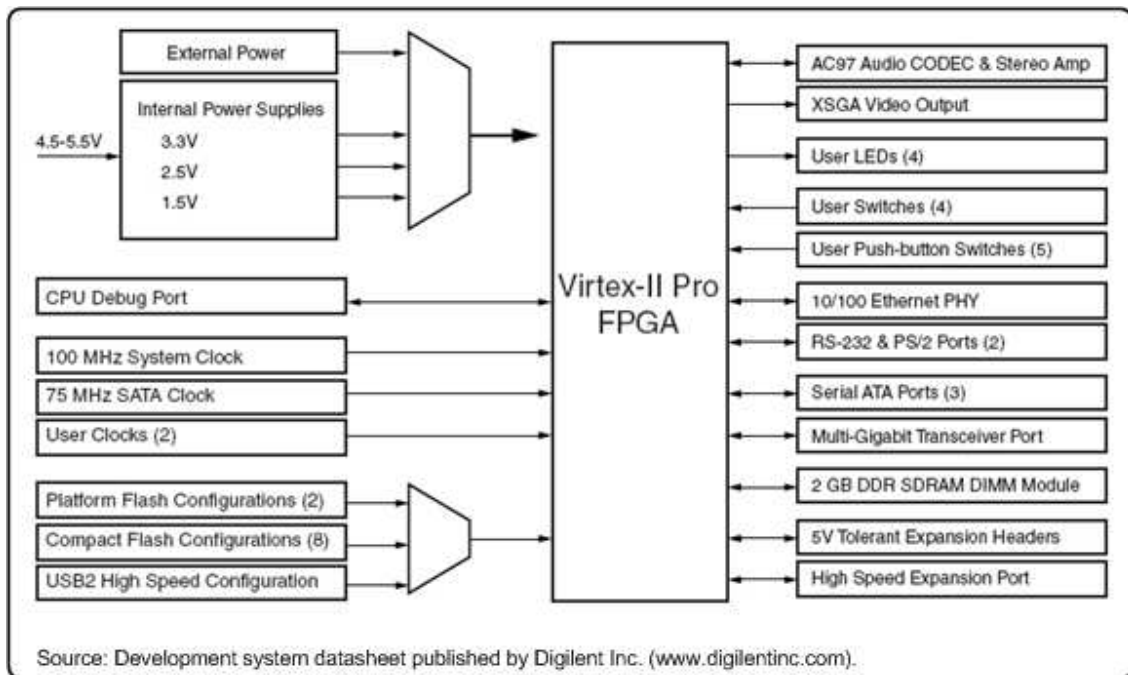 External Power
Internal Power Supplies
4.5-5.5V
3.3V
2.5V
1.5V
CPU Debug Port
100 MHz System Clock
75 MHz SATA Clock
User Clocks (2)
Platform Flash Configurations (2)
Compact Flash Configurations (8)
USB2 High Speed Configuration
Virtex-II Pro
FPGA
AC97 Audio CODEC & Stereo Amp
XSGA Video Output
User LEDs (4)
User Switches (4)
User Push-button Switches (5)
10/100 Ethernet PHY
RS-232 & PS/2 Ports (2)
Serial ATA Ports (3)
Multi-Gigabit Transceiver Port
2 GB DDR SDRAM DIMM Module
5V Tolerant Expansion Headers
High Speed Expansion Port
Source: Development system datasheet published by Digilent Inc. (www.digilentinc.com).